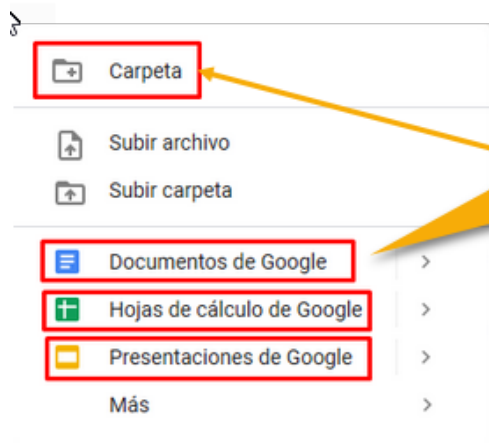 Carpeta
Subir archivo
Subir carpeta
Documentos de Google
Hojas de cálculo de Google
Presentaciones de Google
Más